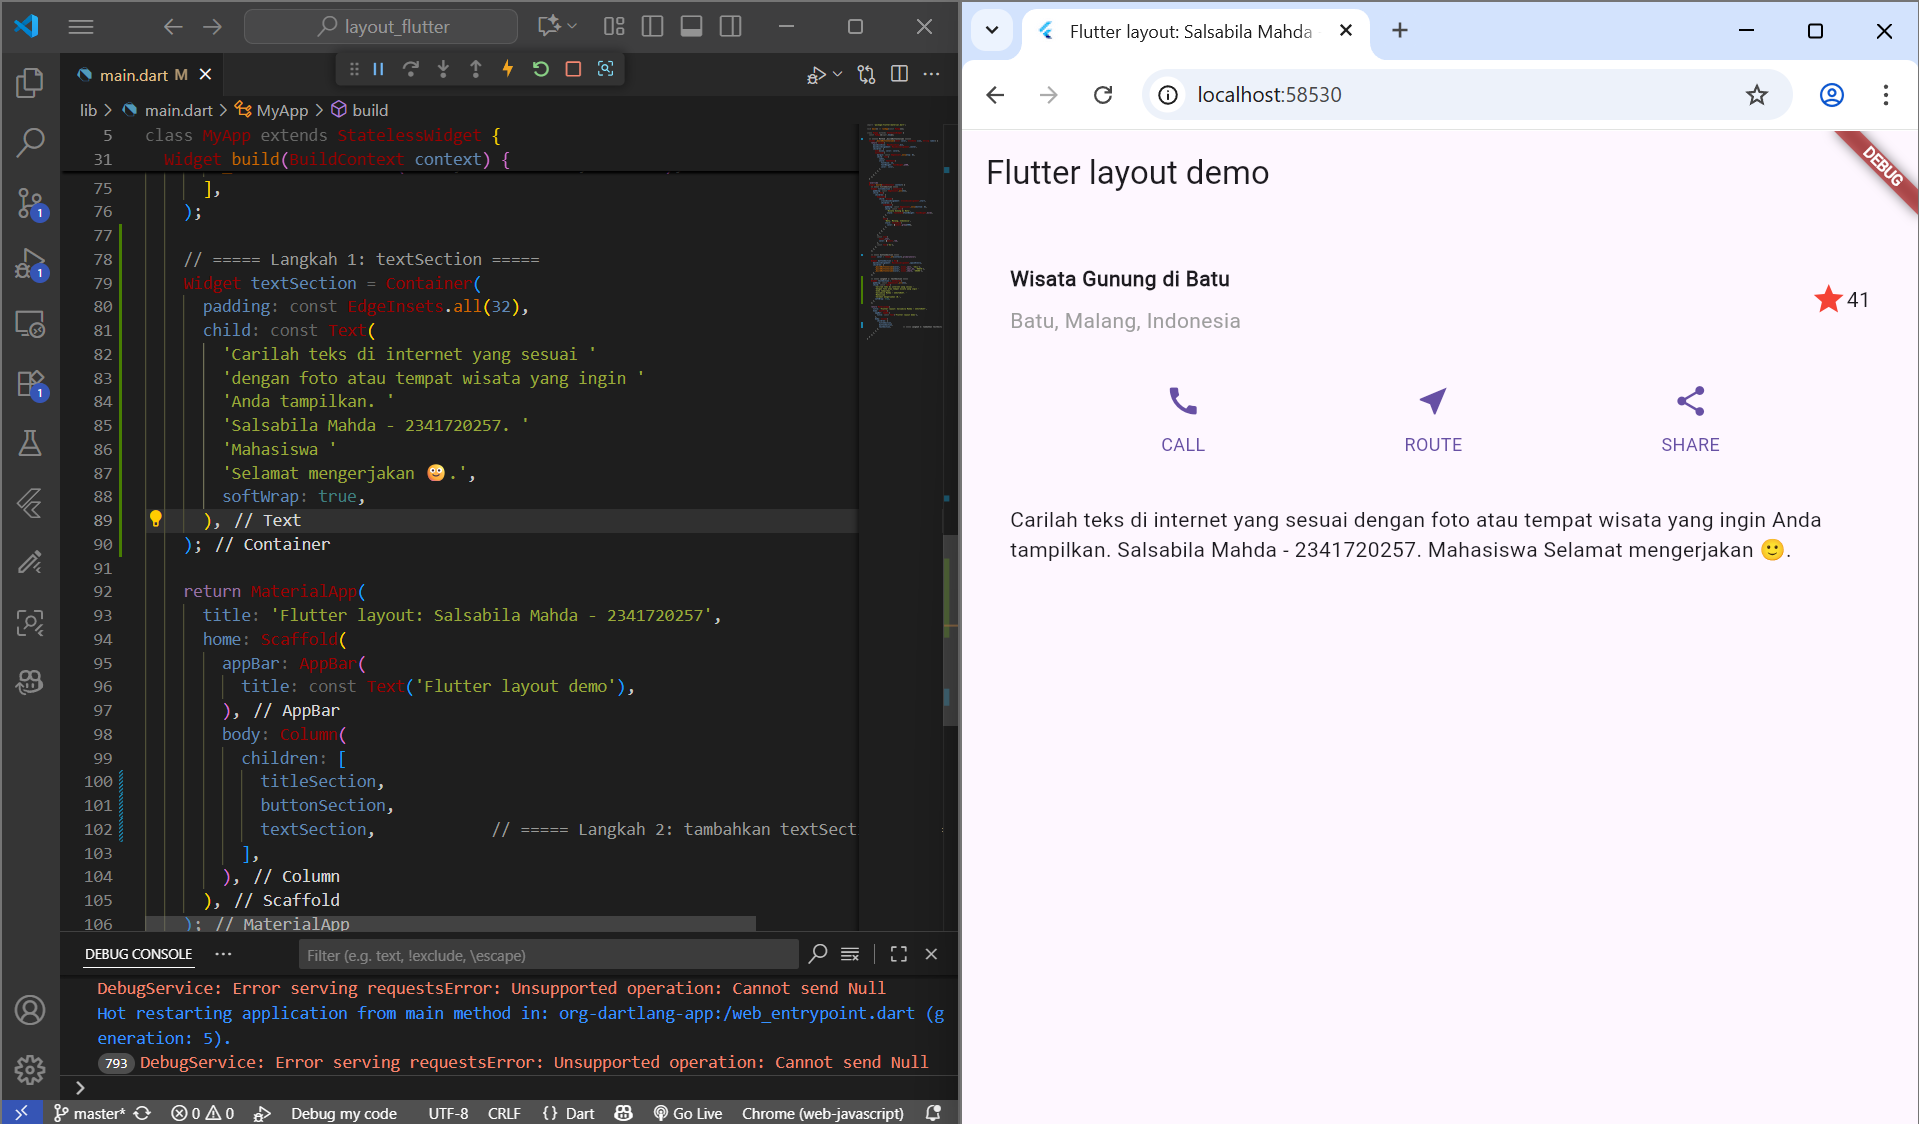 layout_flutter
main.dart M
lib > main.dart > MyApp > build
5 class MyApp extends StatelessWidget {
31 Widget build(BuildContext context) {
75 ],
76 );
77
78 // ===== Langkah 1: textSection =====
79 Widget textSection = Container(
80 padding: const EdgeInsets.all(32),
81 child: const Text(
82 'Carilah teks di internet yang sesuai '
83 'dengan foto atau tempat wisata yang ingin '
84 'Anda tampilkan. '
85 'Salsabila Mahda - 2341720257. '
86 'Mahasiswa '
87 'Selamat mengerjakan 🙂.',
88 softWrap: true,
89 ), // Text
90 ); // Container
91
92 return MaterialApp(
93 title: 'Flutter layout: Salsabila Mahda - 2341720257',
94 home: Scaffold(
95 appBar: AppBar(
96 title: const Text('Flutter layout demo'),
97 ), // AppBar
98 body: Column(
99 children: [
100 titleSection,
101 buttonSection,
102 textSection, // ===== Langkah 2: tambahkan textSect
103 ],
104 ), // Column
105 ), // Scaffold
106 ); // MaterialApp
1
1
1
DEBUG CONSOLE
Filter (e.g. text, !exclude, \escape)
DebugService: Error serving requestsError: Unsupported operation: Cannot send Null
Hot restarting application from main method in: org-dartlang-app:/web_entrypoint.dart (g
eneration: 5).
793 DebugService: Error serving requestsError: Unsupported operation: Cannot send Null
master* 0 0 Debug my code UTF-8 CRLF {} Dart Go Live Chrome (web-javascript)
Flutter layout: Salsabila Mahda
localhost:58530
DEBUG
Flutter layout demo
Wisata Gunung di Batu
41
Batu, Malang, Indonesia
CALL ROUTE SHARE
Carilah teks di internet yang sesuai dengan foto atau tempat wisata yang ingin Anda
tampilkan. Salsabila Mahda - 2341720257. Mahasiswa Selamat mengerjakan 🙂.